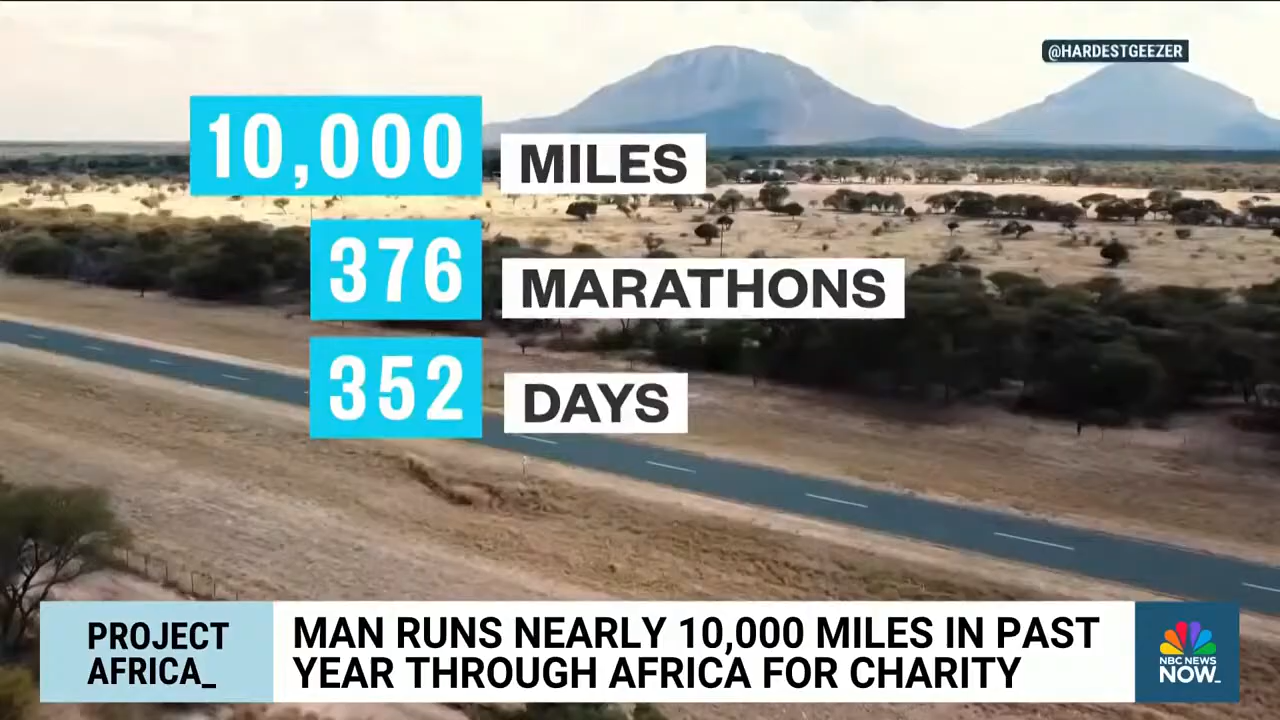 @HARDESTGEEZER
10,000 MILES
376 MARATHONS
352 DAYS
PROJECT
AFRICA_
MAN RUNS NEARLY 10,000 MILES IN PAST
YEAR THROUGH AFRICA FOR CHARITY
NBC NEWS
NOW_